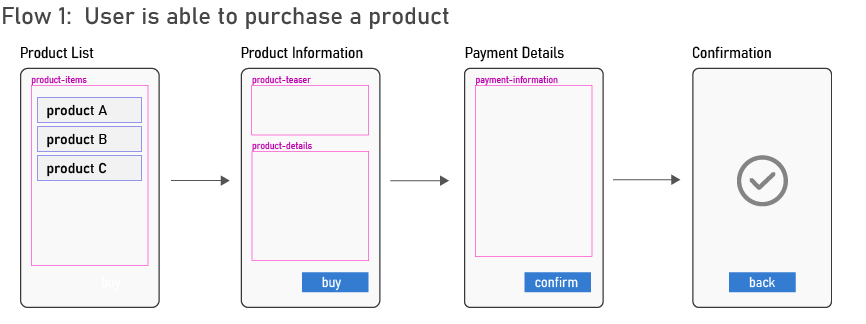 Flow 1: User is able to purchase a product
Product List
product-items
product A
product B
product C
buy
Product Information
product-teaser
product-details
buy
Payment Details
payment-information
confirm
Confirmation
back